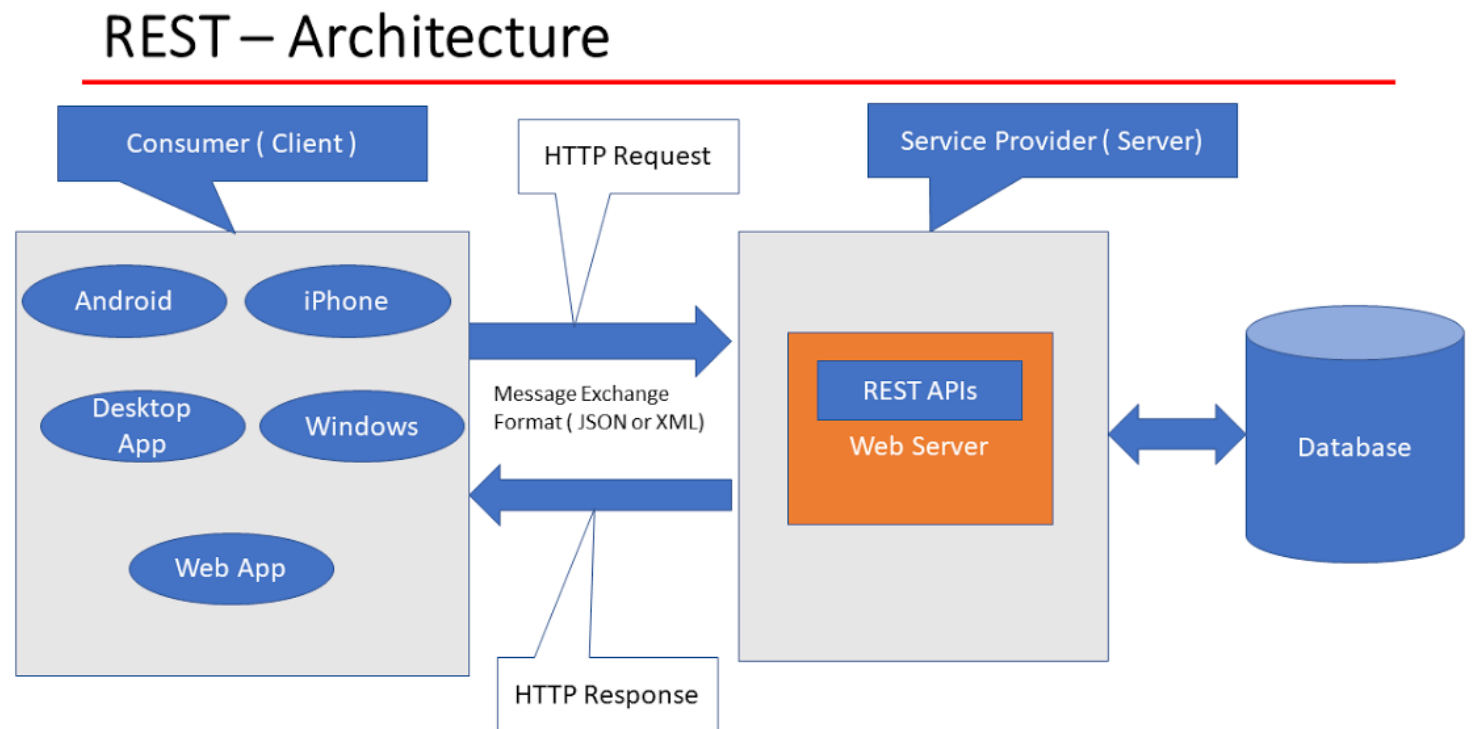 REST – Architecture
Consumer ( Client )
HTTP Request
Service Provider ( Server)
Android
iPhone
Desktop
App
Windows
Web App
Message Exchange
Format ( JSON or XML)
HTTP Response
REST APIs
Web Server
Database